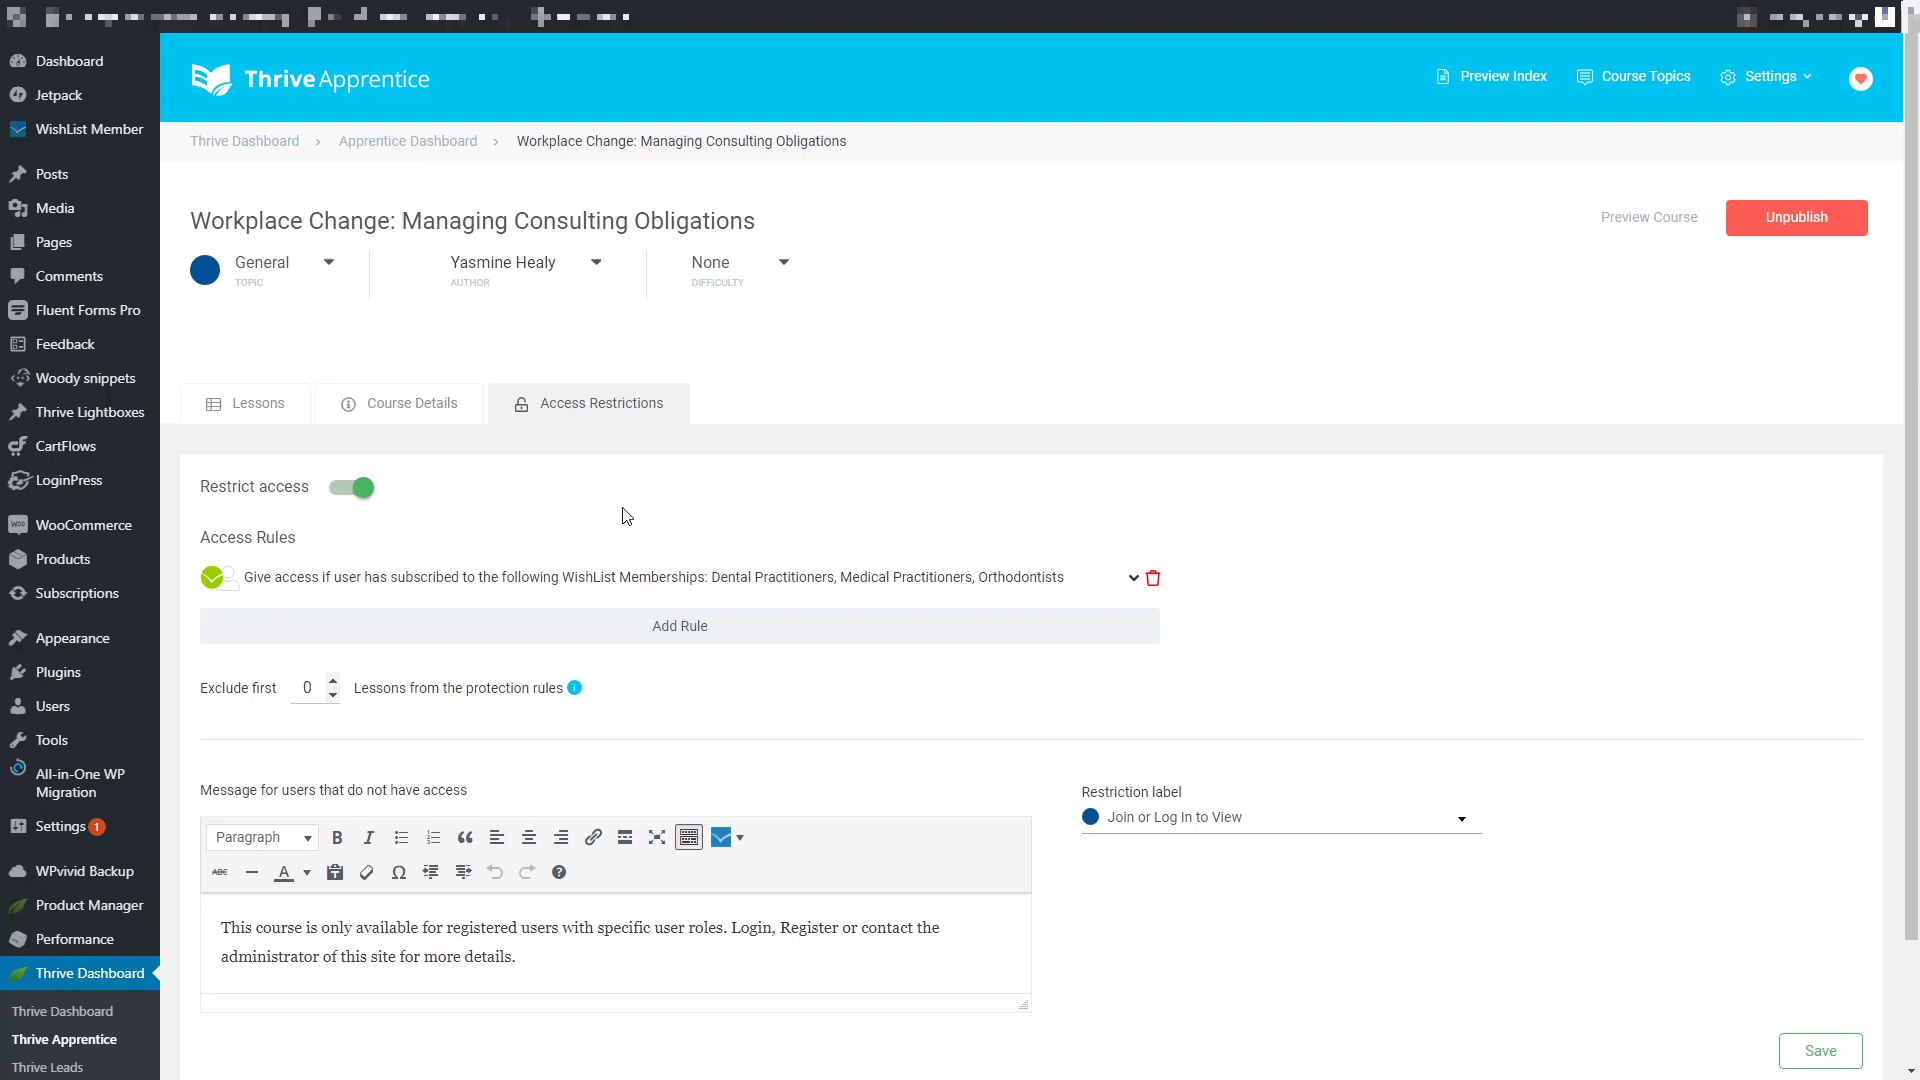 Dashboard
Jetpack
WishList Member
Posts
Media
Pages
Comments
Fluent Forms Pro
Feedback
Woody snippets
Thrive Lightboxes
CartFlows
LoginPress
WOO WooCommerce
Products
Subscriptions
Appearance
Plugins
Users
Tools
All-in-One WP
Migration
Settings 1
WPvivid Backup
Product Manager
Performance
Thrive Dashboard
Thrive Dashboard
Thrive Apprentice
Thrive Leads
ThriveApprentice
Preview Index
Course Topics
Settings
Thrive Dashboard > Apprentice Dashboard > Workplace Change: Managing Consulting Obligations
Workplace Change: Managing Consulting Obligations
Preview Course
Unpublish
General
TOPIC
Yasmine Healy
AUTHOR
None
DIFFICULTY
Lessons
Course Details
Access Restrictions
Restrict access
Access Rules
Give access if user has subscribed to the following WishList Memberships: Dental Practitioners, Medical Practitioners, Orthodontists
Add Rule
Exclude first 0 Lessons from the protection rules i
Message for users that do not have access
Paragraph B I
ABC A Ω ?
This course is only available for registered users with specific user roles. Login, Register or contact the
administrator of this site for more details.
Restriction label
Join or Log In to View
Save